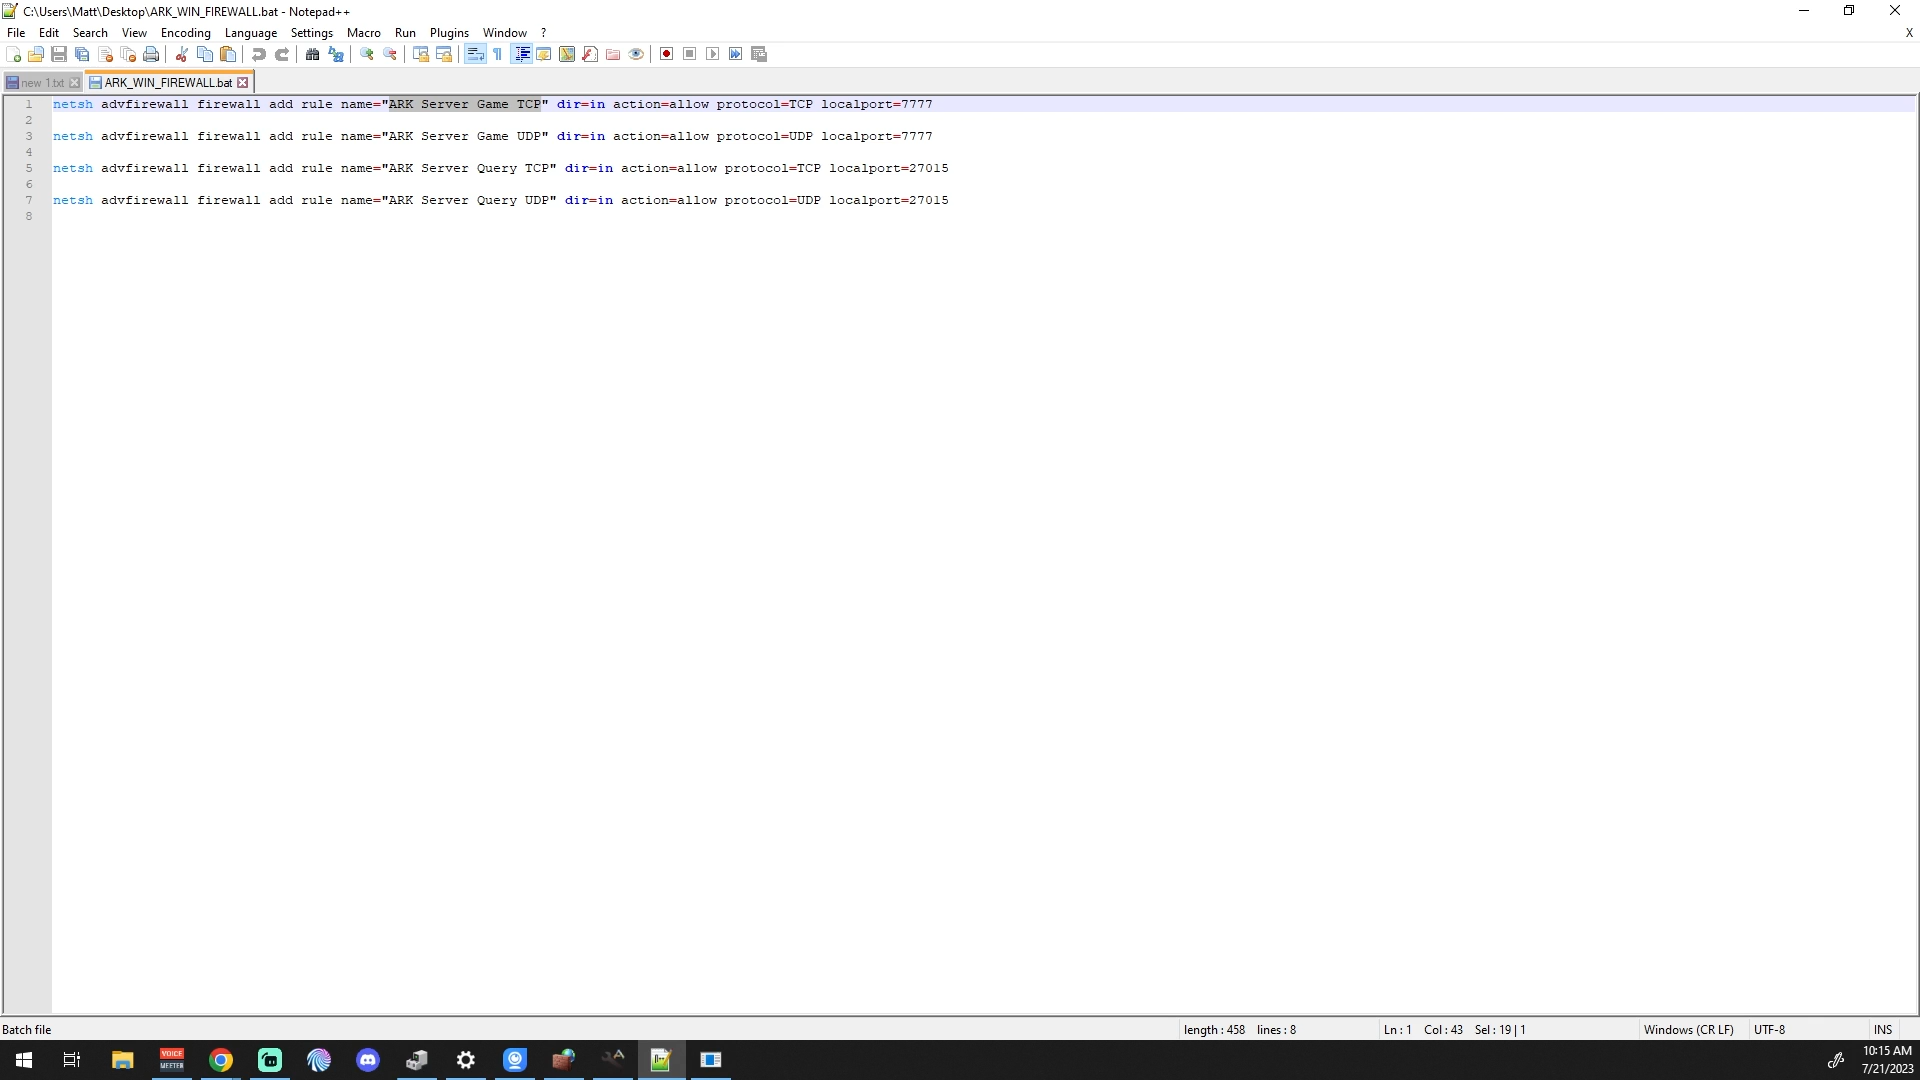 C:\Users\Matt\Desktop\ARK_WIN_FIREWALL.bat - Notepad++
File Edit Search View Encoding Language Settings Macro Run Plugins Window ? X
new 1.txt ARK_WIN_FIREWALL.bat
1 netsh advfirewall firewall add rule name="ARK Server Game TCP" dir=in action=allow protocol=TCP localport=7777
2
3 netsh advfirewall firewall add rule name="ARK Server Game UDP" dir=in action=allow protocol=UDP localport=7777
4
5 netsh advfirewall firewall add rule name="ARK Server Query TCP" dir=in action=allow protocol=TCP localport=27015
6
7 netsh advfirewall firewall add rule name="ARK Server Query UDP" dir=in action=allow protocol=UDP localport=27015
8
Batch file length : 458 lines : 8 Ln : 1 Col : 43 Sel : 19 | 1 Windows (CR LF) UTF-8 INS
VOICE
MEETER
10:15 AM
7/21/2023